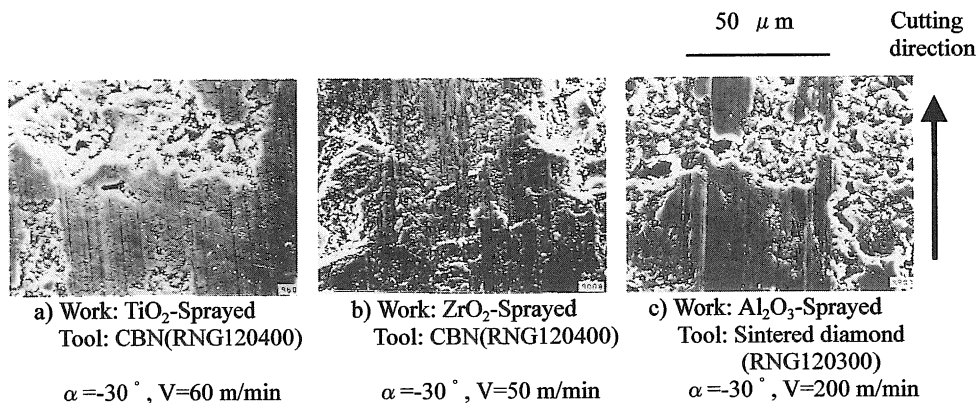 50 μm
Cutting
direction
a) Work: TiO₂-Sprayed
Tool: CBN(RNG120400)
α=-30°, V=60 m/min
b) Work: ZrO₂-Sprayed
Tool: CBN(RNG120400)
α=-30°, V=50 m/min
c) Work: Al₂O₃-Sprayed
Tool: Sintered diamond
(RNG120300)
α=-30°, V=200 m/min